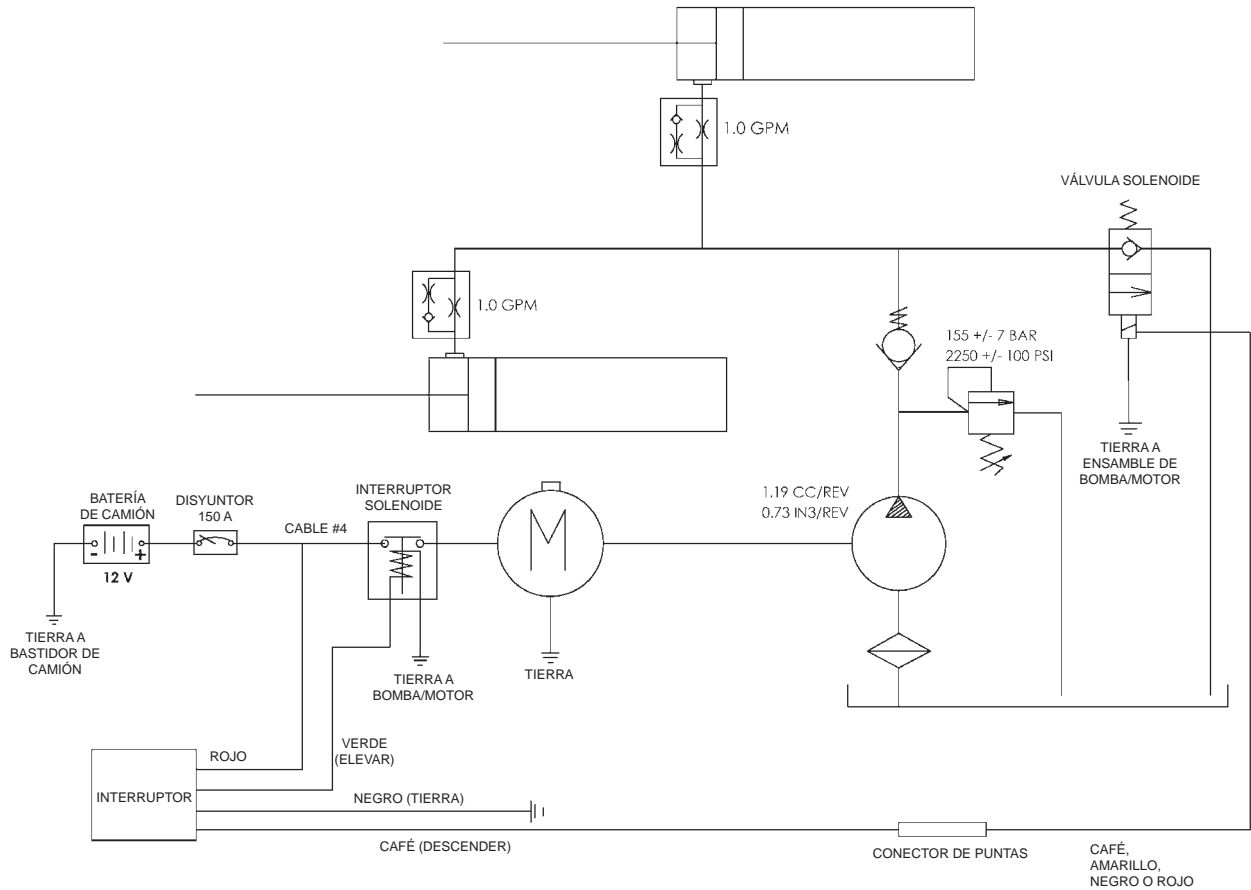 1.0 GPM
VÁLVULA SOLENOIDE
1.0 GPM
155 +/- 7 BAR
2250 +/- 100 PSI
TIERRA A
ENSAMBLE DE
BOMBA/MOTOR
BATERÍA
DE CAMIÓN
DISYUNTOR
150 A
CABLE #4
INTERRUPTOR
SOLENOIDE
1.19 CC/REV
0.73 IN3/REV
M
- +
12 V
TIERRA A
BASTIDOR DE
CAMIÓN
TIERRA A
BOMBA/MOTOR
TIERRA
ROJO
VERDE
(ELEVAR)
INTERRUPTOR
NEGRO (TIERRA)
CAFÉ (DESCENDER)
CONECTOR DE PUNTAS
CAFÉ,
AMARILLO,
NEGRO O ROJO